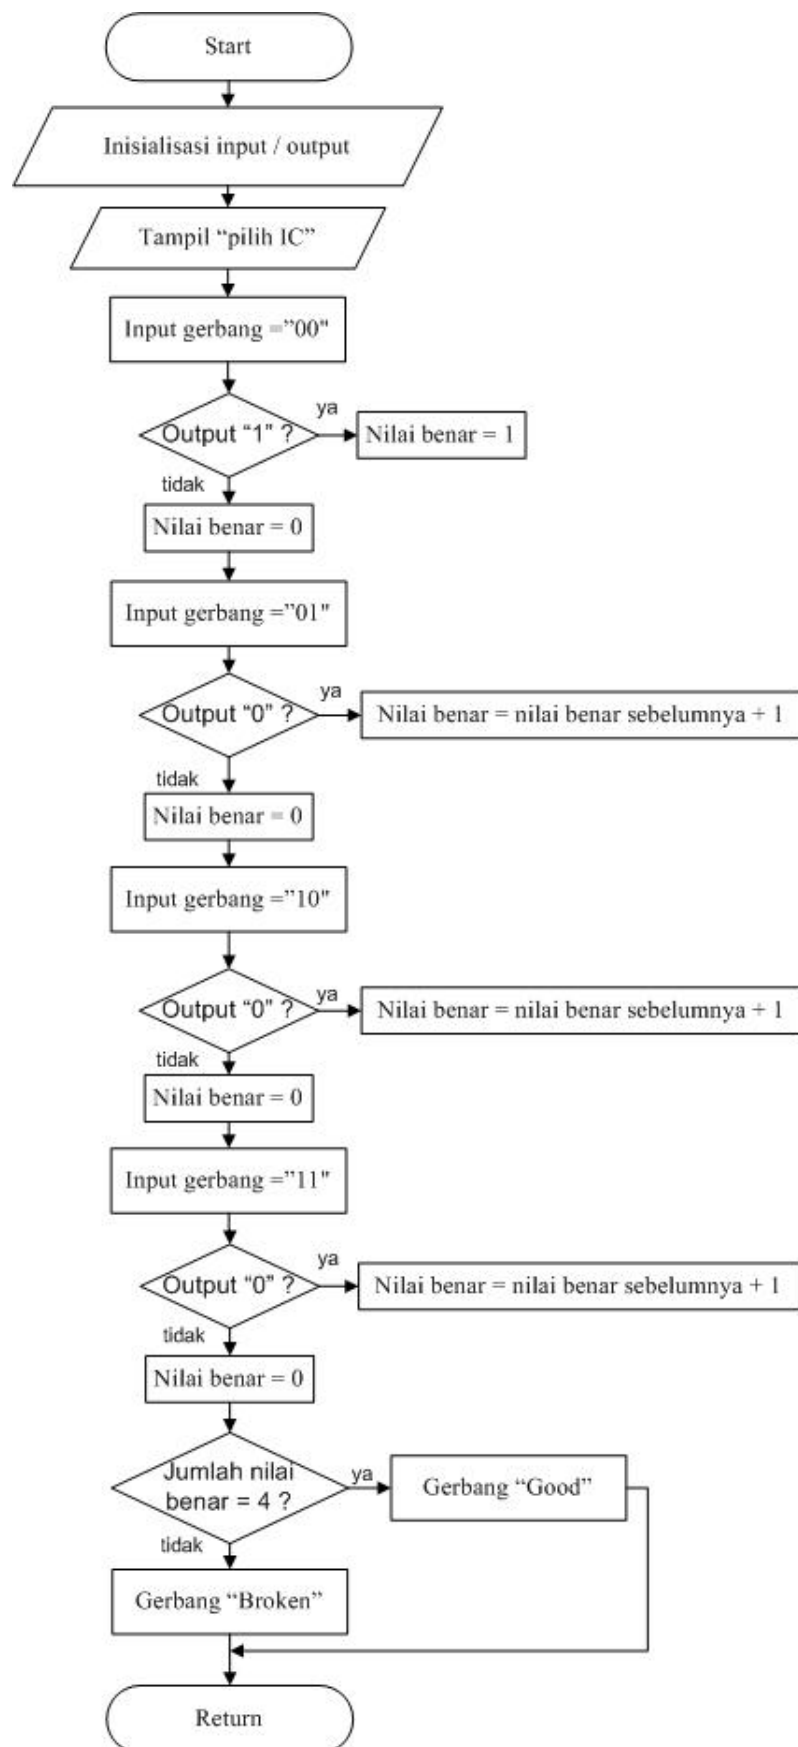 Start
Inisialisasi input / output
Tampil “pilih IC”
Input gerbang =”00"
Output “1” ?
ya
Nilai benar = 1
tidak
Nilai benar = 0
Input gerbang =”01"
Output “0” ?
ya
Nilai benar = nilai benar sebelumnya + 1
tidak
Nilai benar = 0
Input gerbang =”10"
Output “0” ?
ya
Nilai benar = nilai benar sebelumnya + 1
tidak
Nilai benar = 0
Input gerbang =”11"
Output “0” ?
ya
Nilai benar = nilai benar sebelumnya + 1
tidak
Nilai benar = 0
Jumlah nilai
benar = 4 ?
ya
Gerbang “Good”
tidak
Gerbang “Broken”
Return